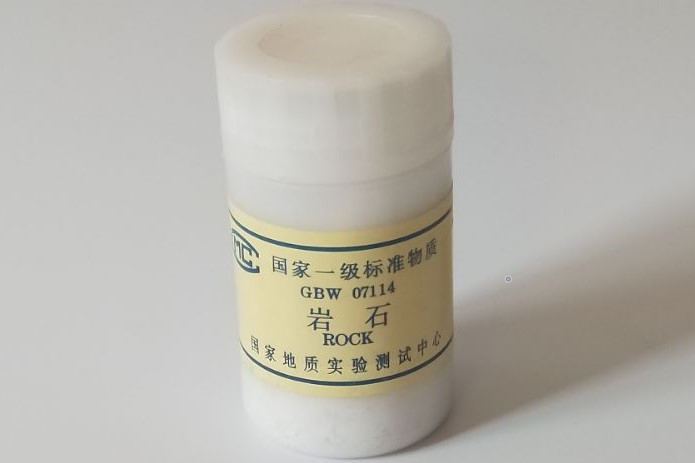 MC
国家一级标准物质
GBW 07114
岩石
ROCK
国家地质实验测试中心